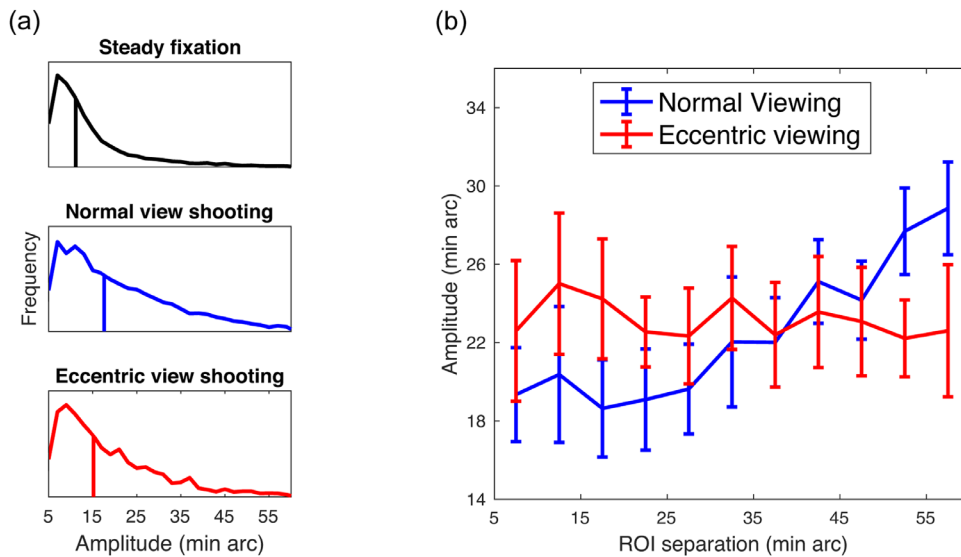 (a)
Steady fixation
Normal view shooting
Frequency
Eccentric view shooting
5 15 25 35 45 55
Amplitude (min arc)
(b)
Normal Viewing
Eccentric viewing
34
30
26
22
18
14
Amplitude (min arc)
5 15 25 35 45 55
ROI separation (min arc)